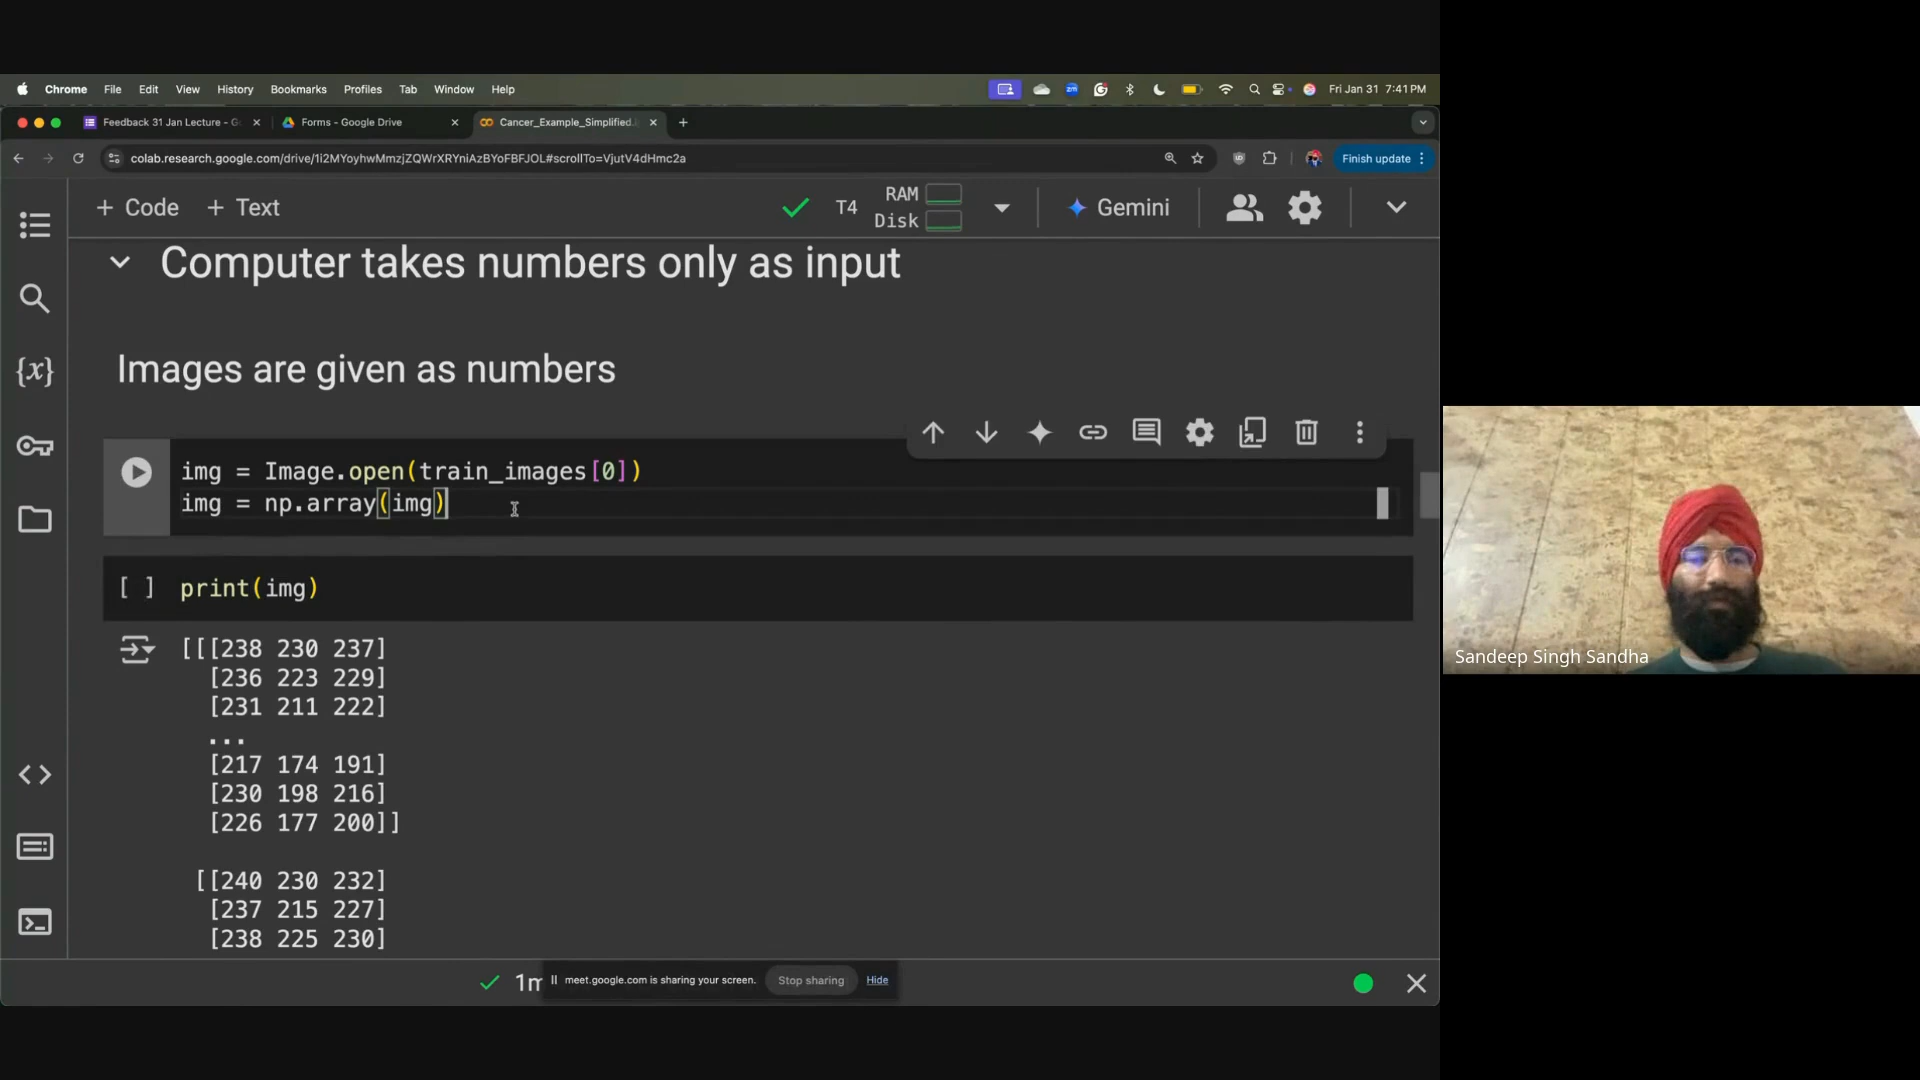 Chrome File Edit View History Bookmarks Profiles Tab Window Help
zm
Fri Jan 31 7:41 PM
Feedback 31 Jan Lecture - G
Forms - Google Drive
Cancer_Example_Simplified.i
colab.research.google.com/drive/1i2MYoyhwMmzjZQWrXRYniAzBYoFBFJOL#scrollTo=VjutV4dHmc2a
Finish update
+ Code + Text
T4
RAM
Disk
Gemini
Computer takes numbers only as input
Images are given as numbers
{x}
img = Image.open(train_images[0])
img = np.array(img)
[ ] print(img)
[[[238 230 237]
[236 223 229]
[231 211 222]
...
[217 174 191]
[230 198 216]
[226 177 200]]
[[240 230 232]
[237 215 227]
[238 225 230]
1m
meet.google.com is sharing your screen.
Stop sharing
Hide
Sandeep Singh Sandha